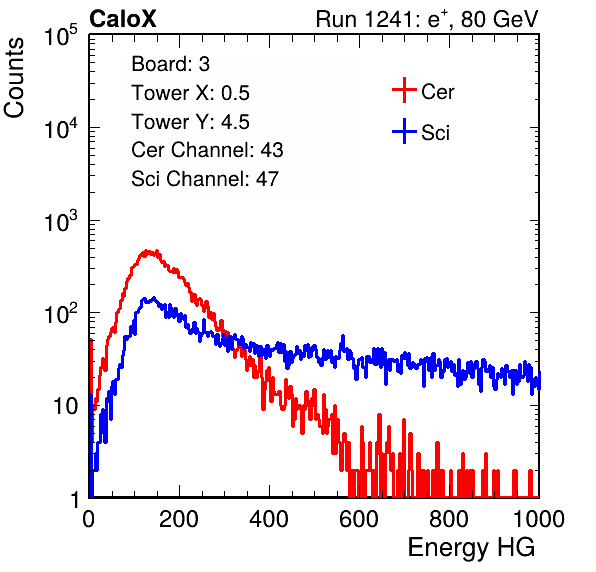 CaloX Run 1241: e⁺, 80 GeV
Counts
Board: 3
Tower X: 0.5
Tower Y: 4.5
Cer Channel: 43
Sci Channel: 47
Cer
Sci
10⁵
10⁴
10³
10²
10
1
0 200 400 600 800 1000
Energy HG